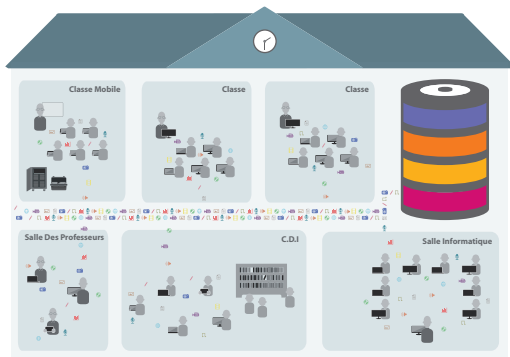 Classe Mobile
Classe
Classe
Salle Des Professeurs
C.D.I
Salle Informatique